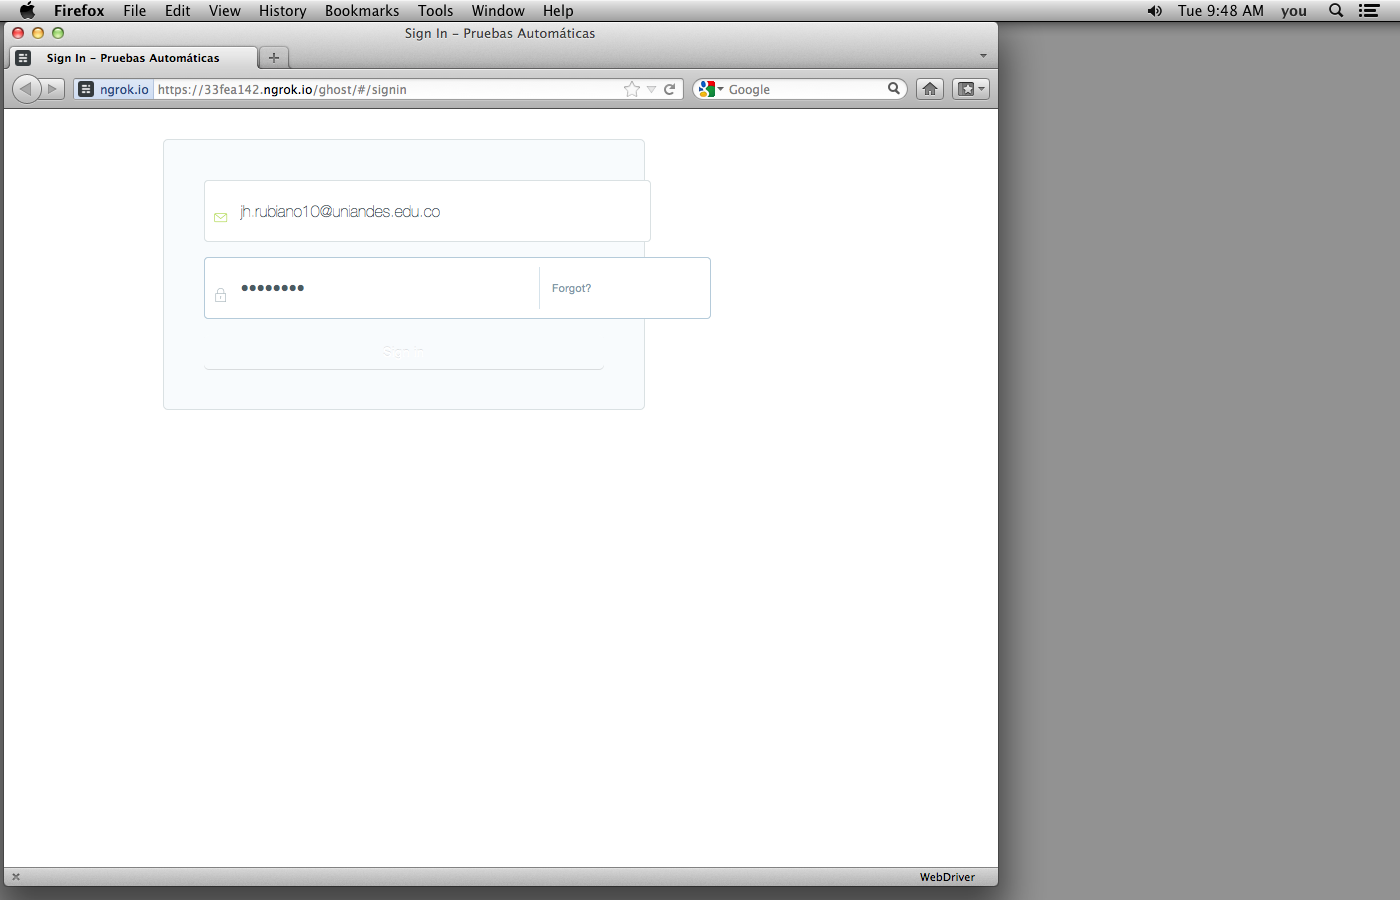 Firefox File Edit View History Bookmarks Tools Window Help Tue 9:48 AM you
Sign In – Pruebas Automáticas
Sign In – Pruebas Automáticas
ngrok.io https://33fea142.ngrok.io/ghost/#/signin Google
jh.rubiano10@uniandes.edu.co
•••••••• Forgot?
Sign in
WebDriver